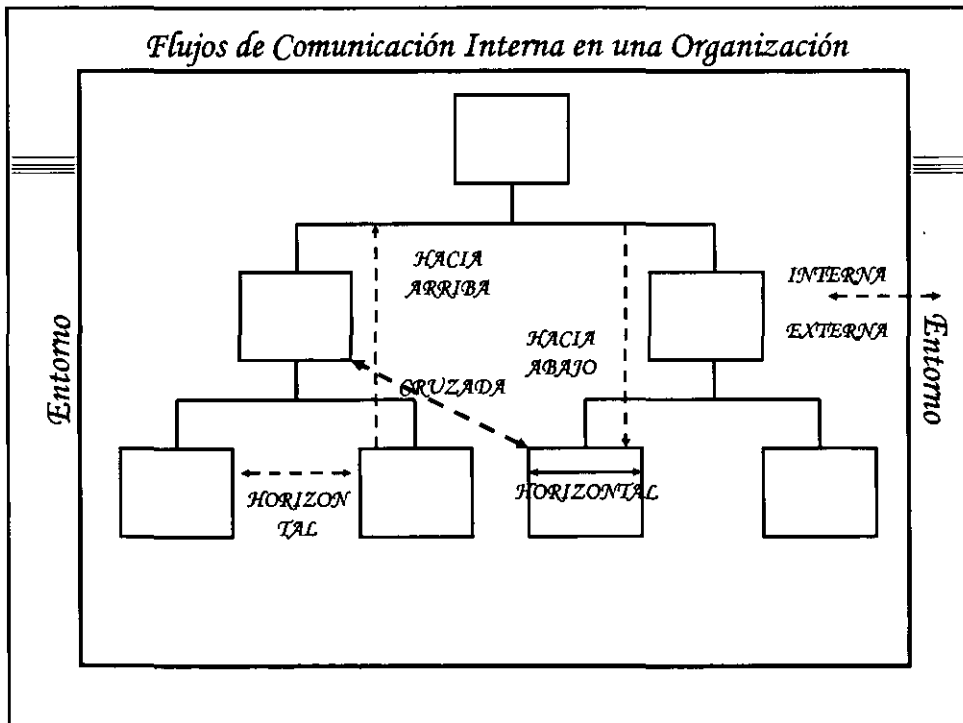 Flujos de Comunicación Interna en una Organización
HACIA
ARRIBA
INTERNA
EXTERNA
HACIA
ABAJO
Entorno
Entorno
CRUZADA
HORIZON
TAL
HORIZONTAL